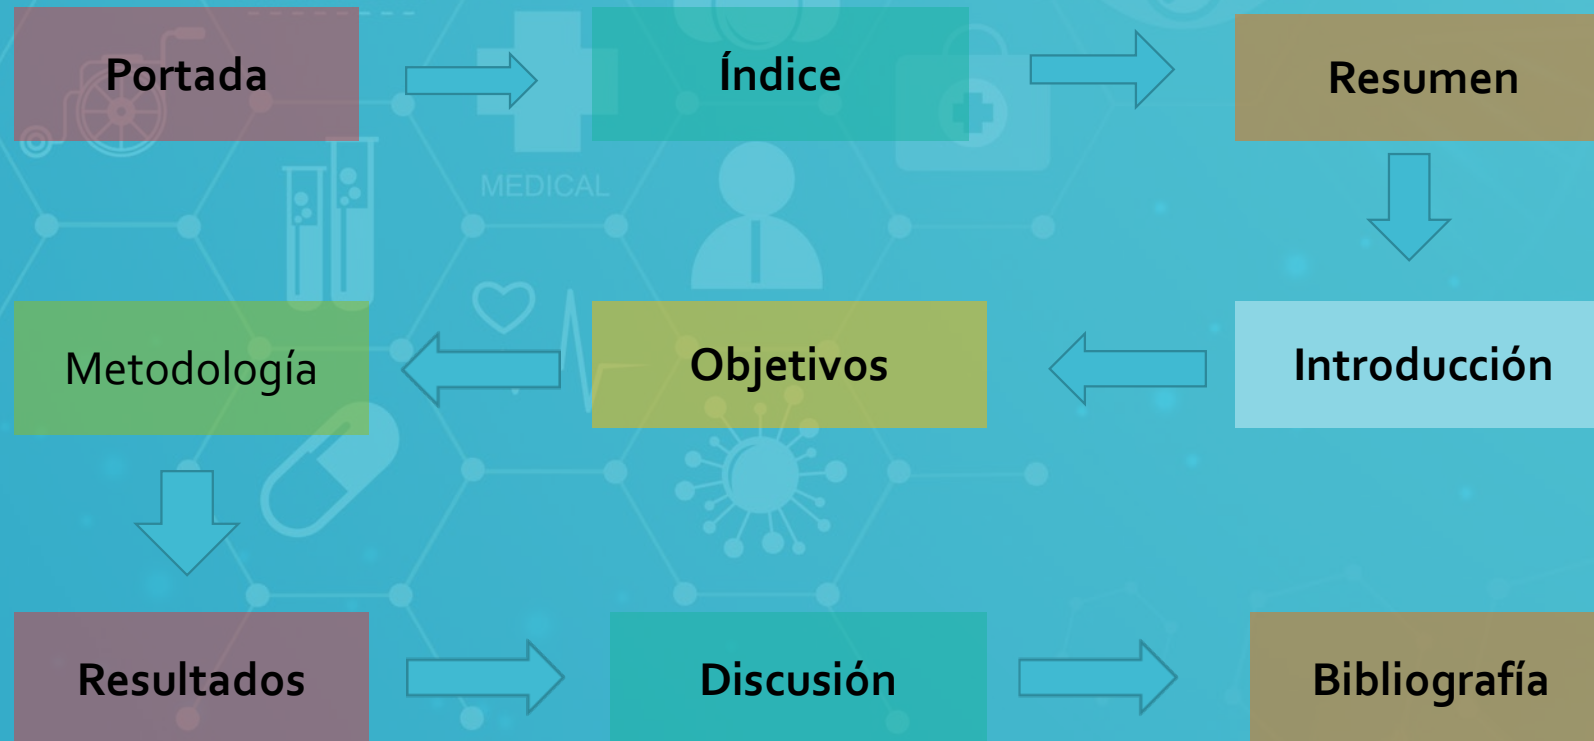 Portada
Índice
Resumen
MEDICAL
Metodología
Objetivos
Introducción
Resultados
Discusión
Bibliografía